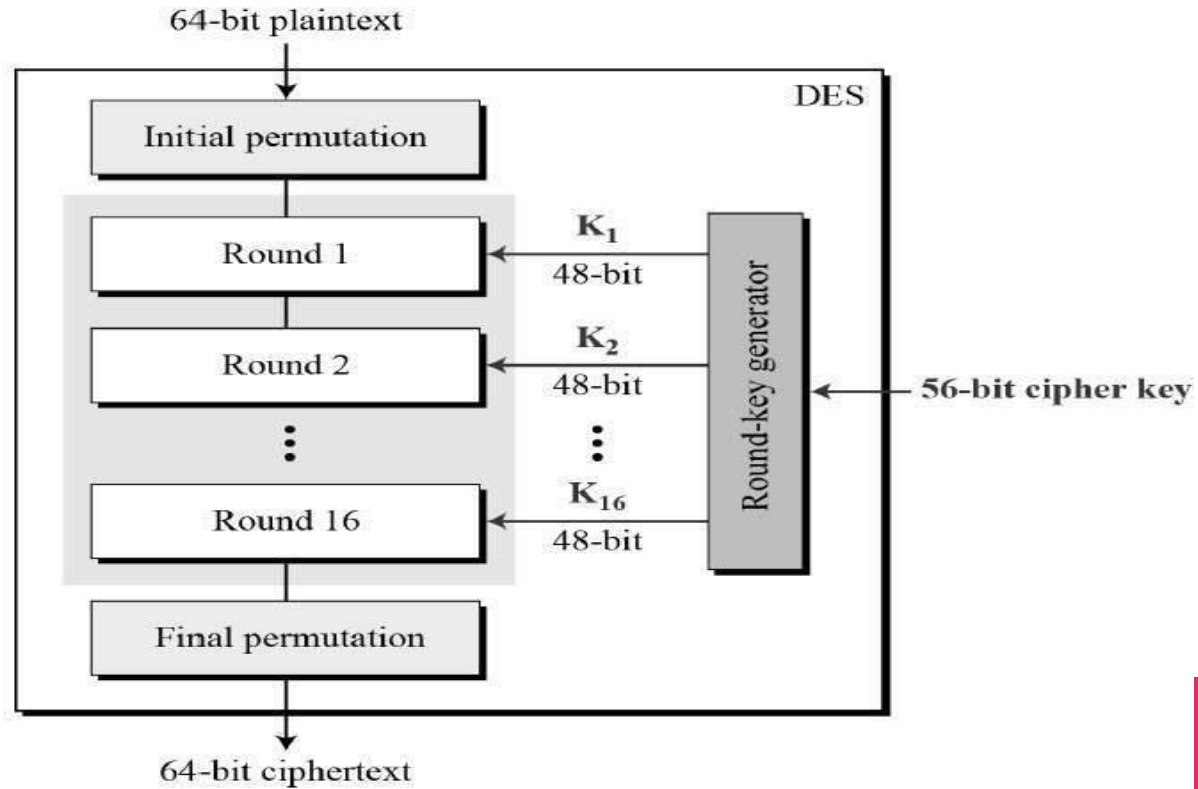 64-bit plaintext
DES
Initial permutation
Round 1
K1
48-bit
Round 2
K2
48-bit
Round-key generator
56-bit cipher key
Round 16
K16
48-bit
Final permutation
64-bit ciphertext